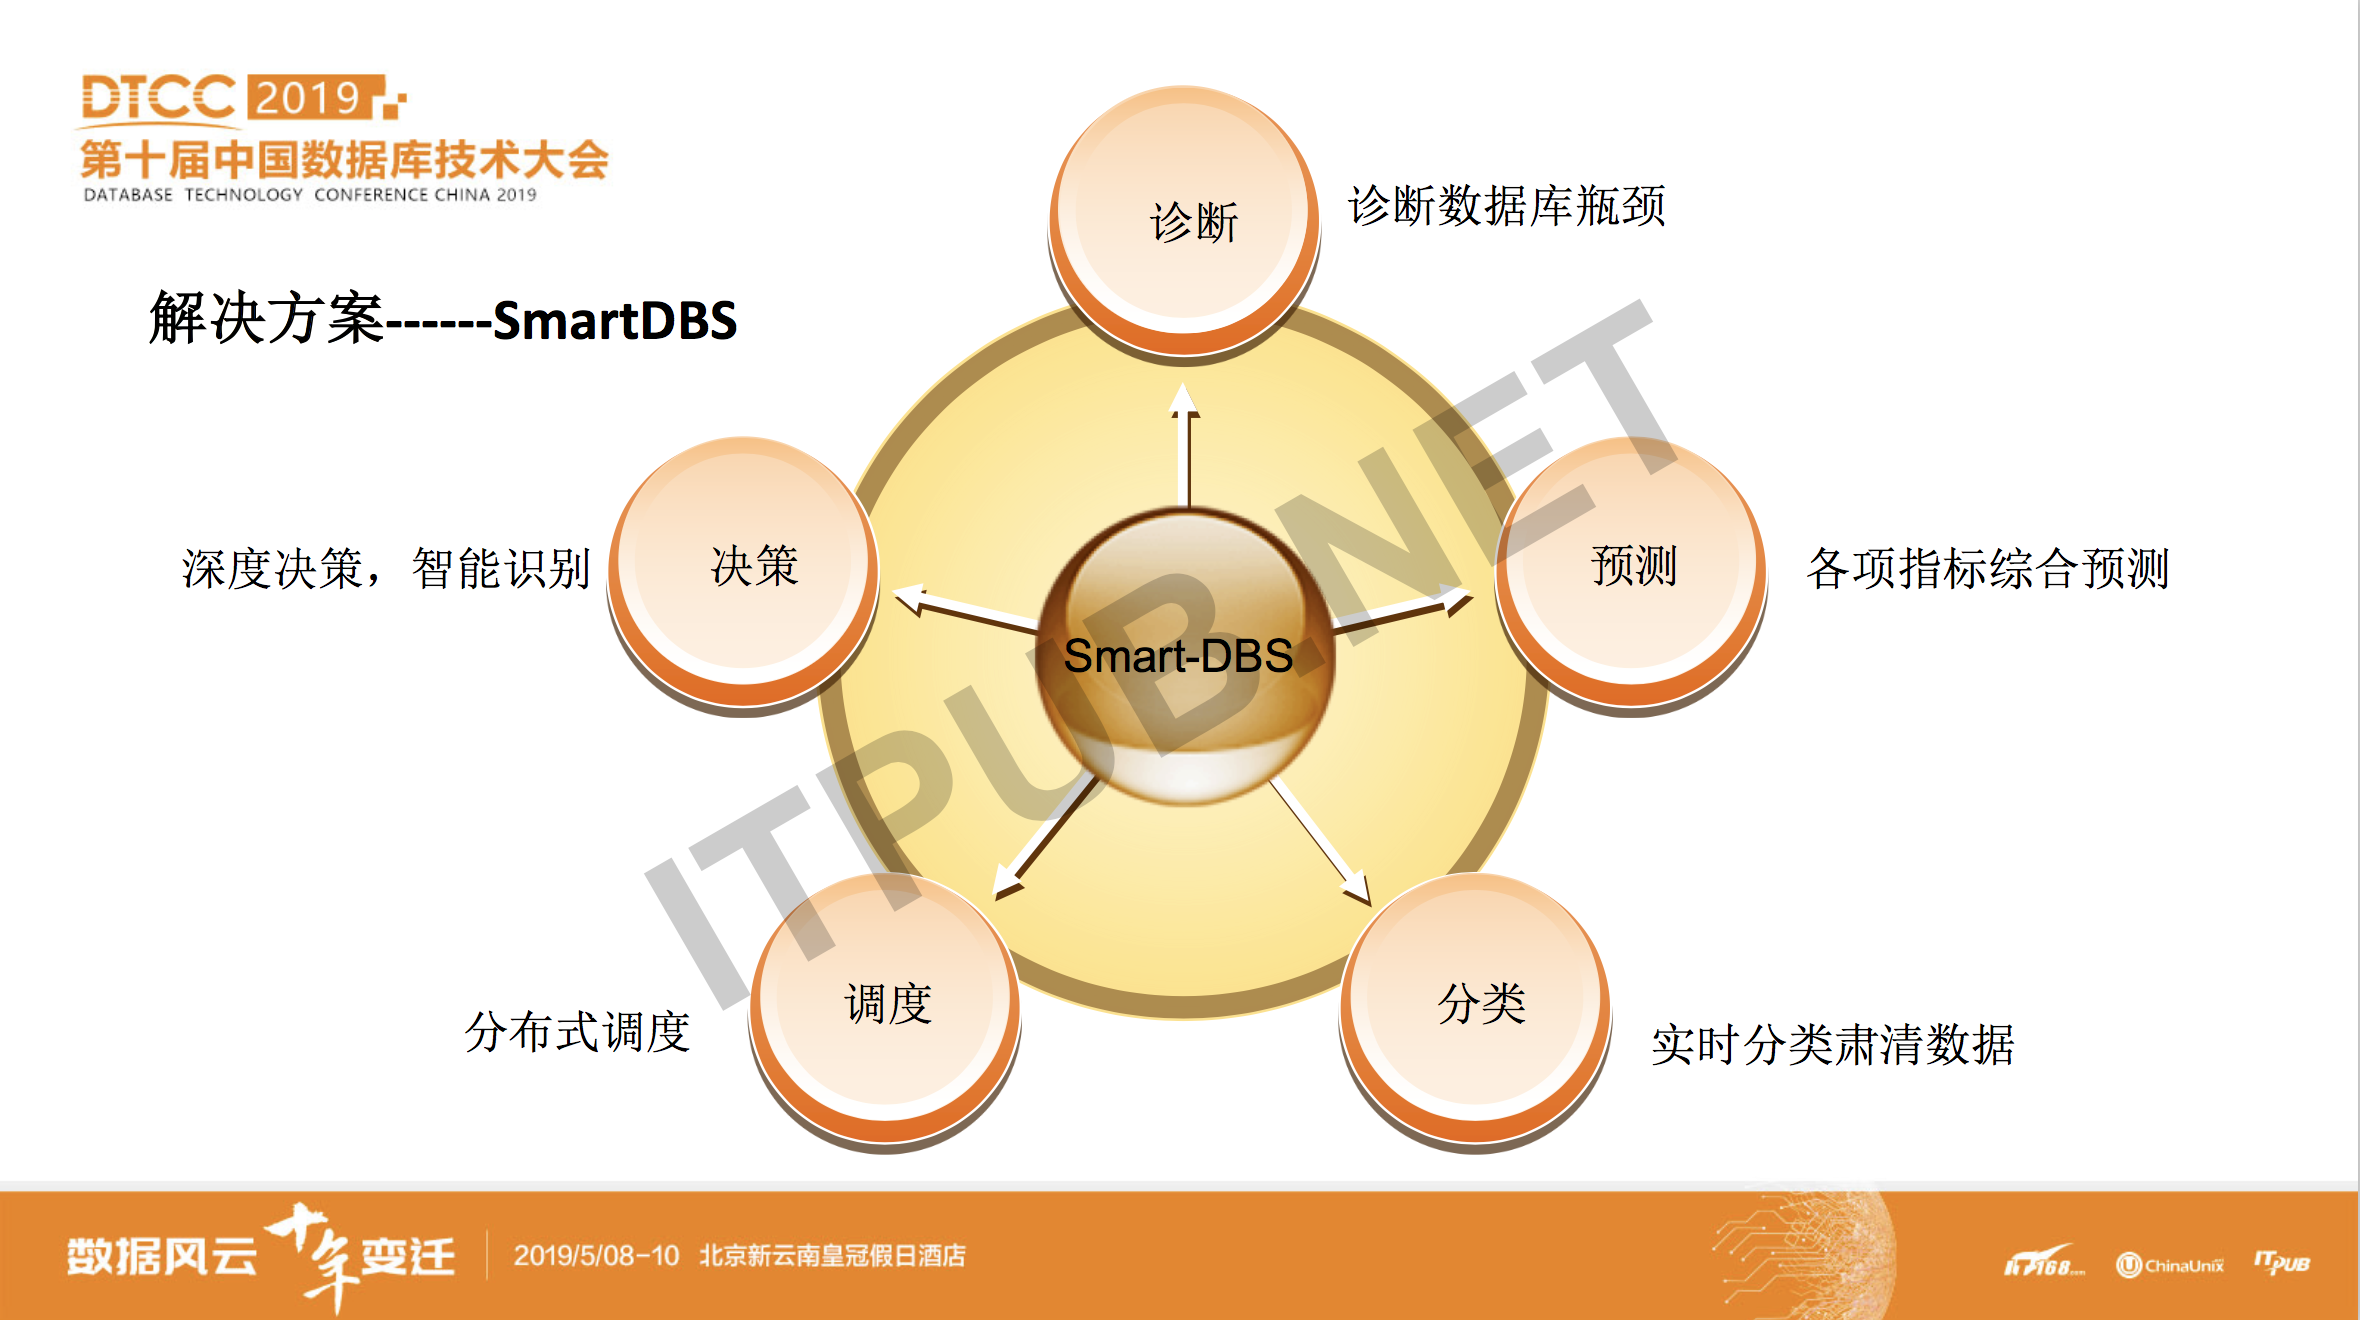 DTCC 2019
第十届中国数据库技术大会
DATABASE TECHNOLOGY CONFERENCE CHINA 2019
解决方案------SmartDBS
诊断
诊断数据库瓶颈
深度决策，智能识别
决策
预测
各项指标综合预测
Smart-DBS
分布式调度
调度
分类
实时分类肃清数据
ITPUB.NET
数据风云十年变迁
2019/5/08-10 北京新云南皇冠假日酒店
IT168.com
ChinaUnix
ITPUB